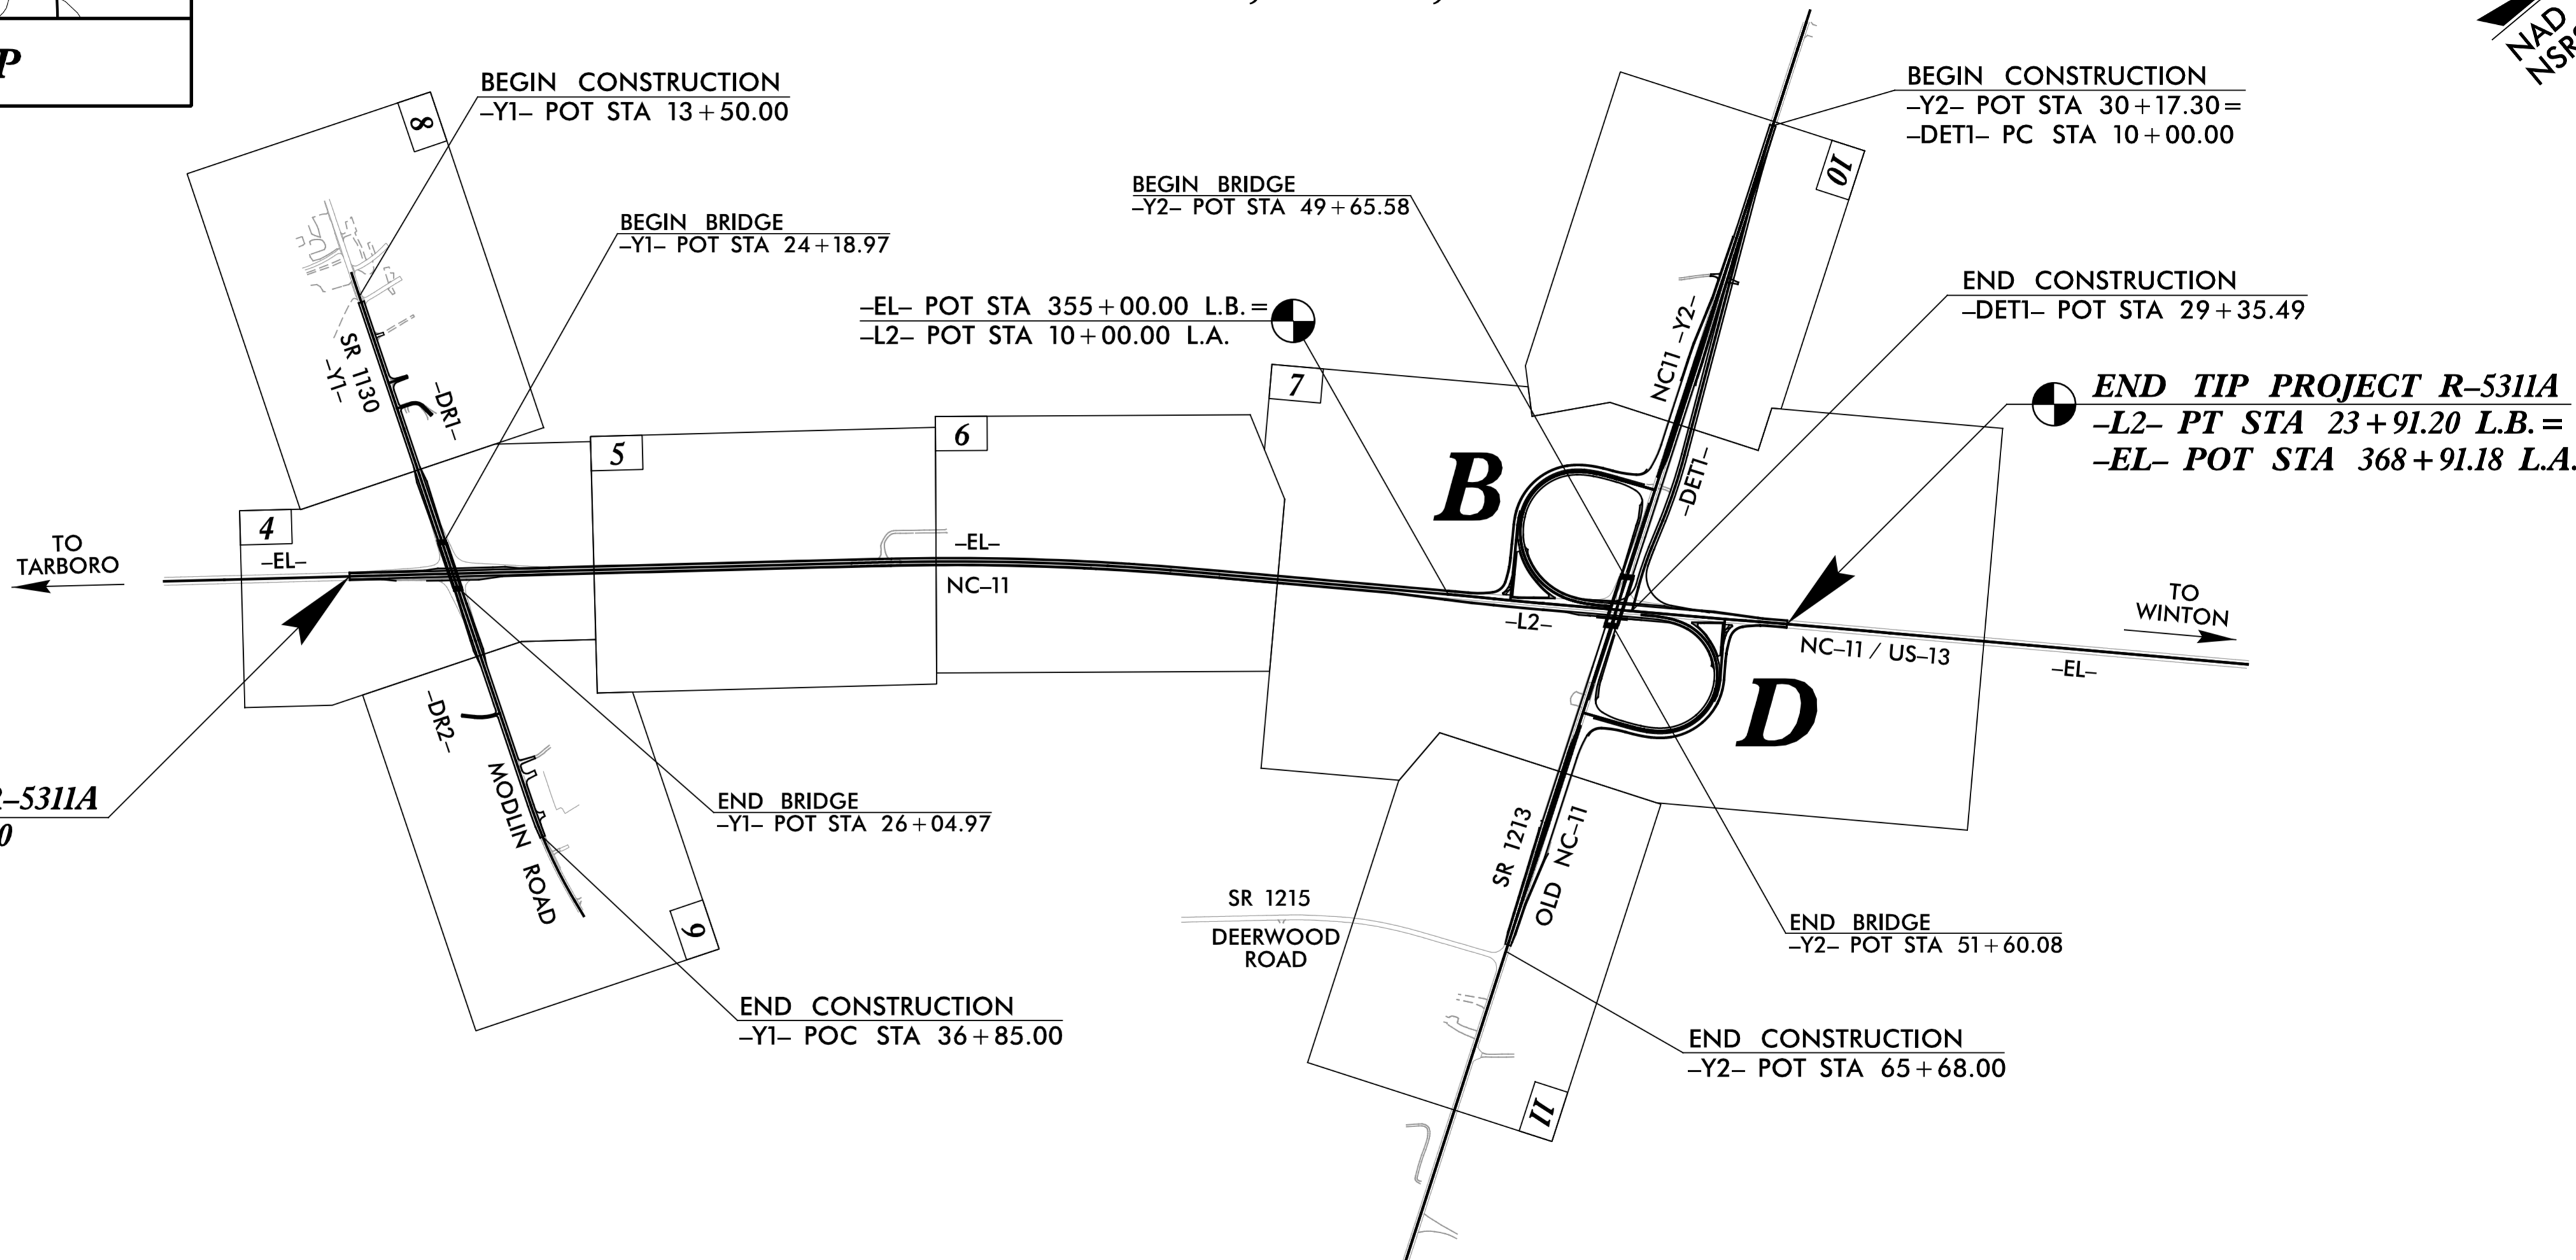 P
BEGIN CONSTRUCTION
–Y1– POT STA 13+50.00
BEGIN BRIDGE
–Y1– POT STA 24+18.97
BEGIN BRIDGE
–Y2– POT STA 49+65.58
BEGIN CONSTRUCTION
–Y2– POT STA 30+17.30=
–DET1– PC STA 10+00.00
NAD
8
10
–EL– POT STA 355+00.00 L.B.=
–L2– POT STA 10+00.00 L.A.
END CONSTRUCTION
–DET1– POT STA 29+35.49
END TIP PROJECT R–5311A
–L2– PT STA 23+91.20 L.B.=
–EL– POT STA 368+91.18 L.A.
SR 1130
–Y1–
–DR1–
NC11 –Y2–
–DET1–
4
5
6
7
B
D
TO
TARBORO
–EL–
–EL–
NC–11
–L2–
NC–11 / US–13
–EL–
TO
WINTON
–DR2–
MODLIN ROAD
–5311A
0
END BRIDGE
–Y1– POT STA 26+04.97
9
END CONSTRUCTION
–Y1– POC STA 36+85.00
SR 1213
OLD NC–11
SR 1215
DEERWOOD
ROAD
END BRIDGE
–Y2– POT STA 51+60.08
END CONSTRUCTION
–Y2– POT STA 65+68.00
11